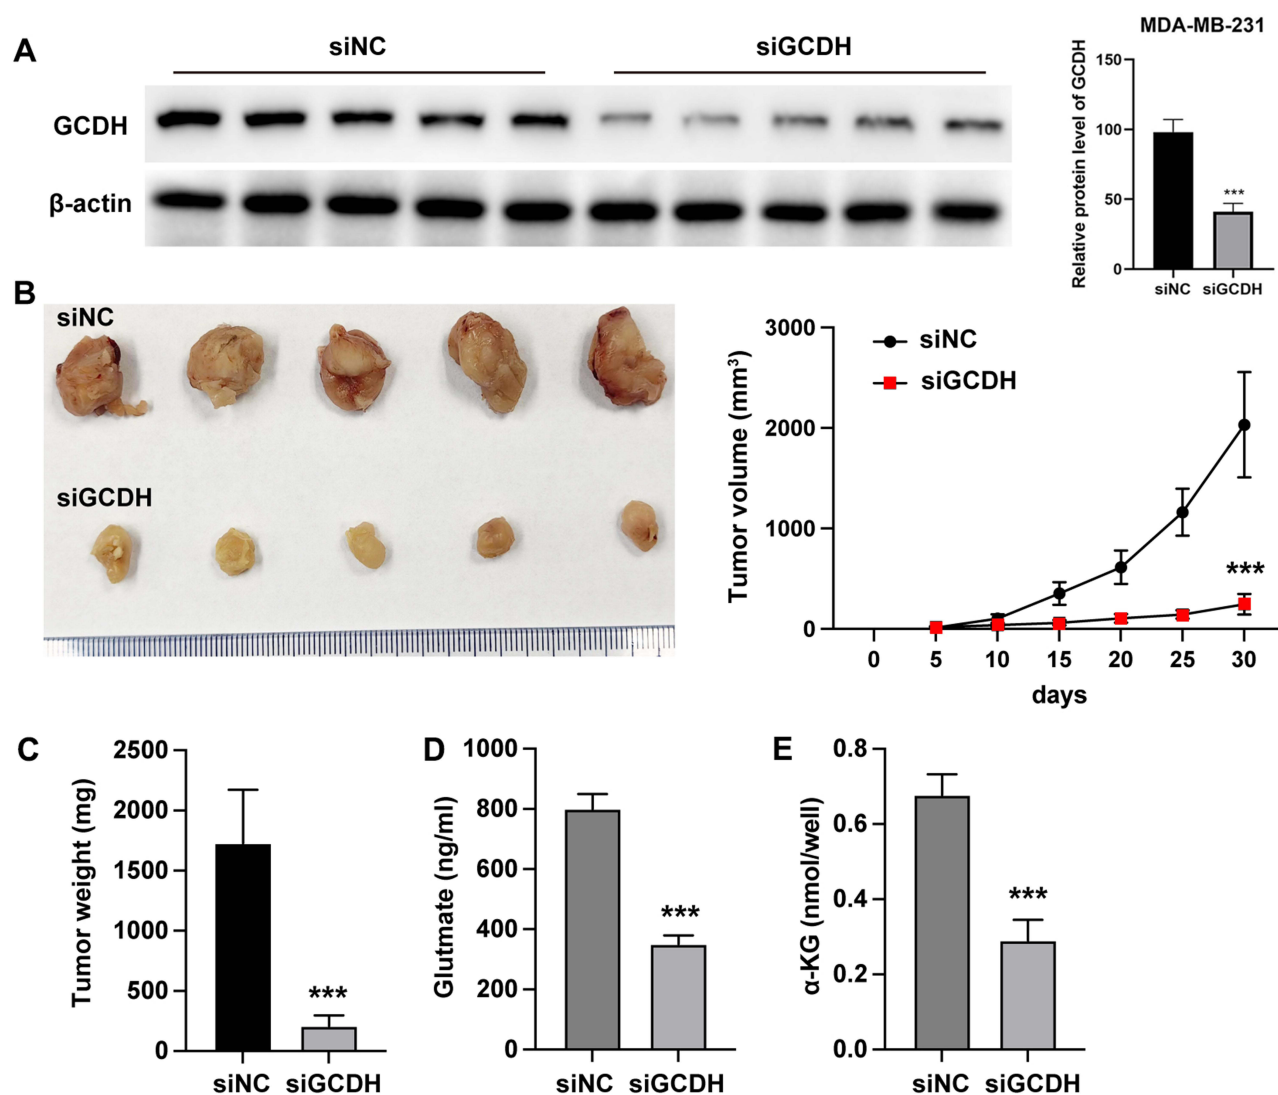 A
siNC
siGCDH
GCDH
β-actin
MDA-MB-231
Relative protein level of GCDH
150
100
50
0
***
siNC siGCDH
B
siNC
siGCDH
Tumor volume (mm³)
3000
2000
1000
0
siNC
siGCDH
***
0 5 10 15 20 25 30
days
C
Tumor weight (mg)
2500
2000
1500
1000
500
0
***
siNC siGCDH
D
Glutmate (ng/ml)
1000
800
600
400
200
0
***
siNC siGCDH
E
α-KG (nmol/well)
0.8
0.6
0.4
0.2
0.0
***
siNC siGCDH